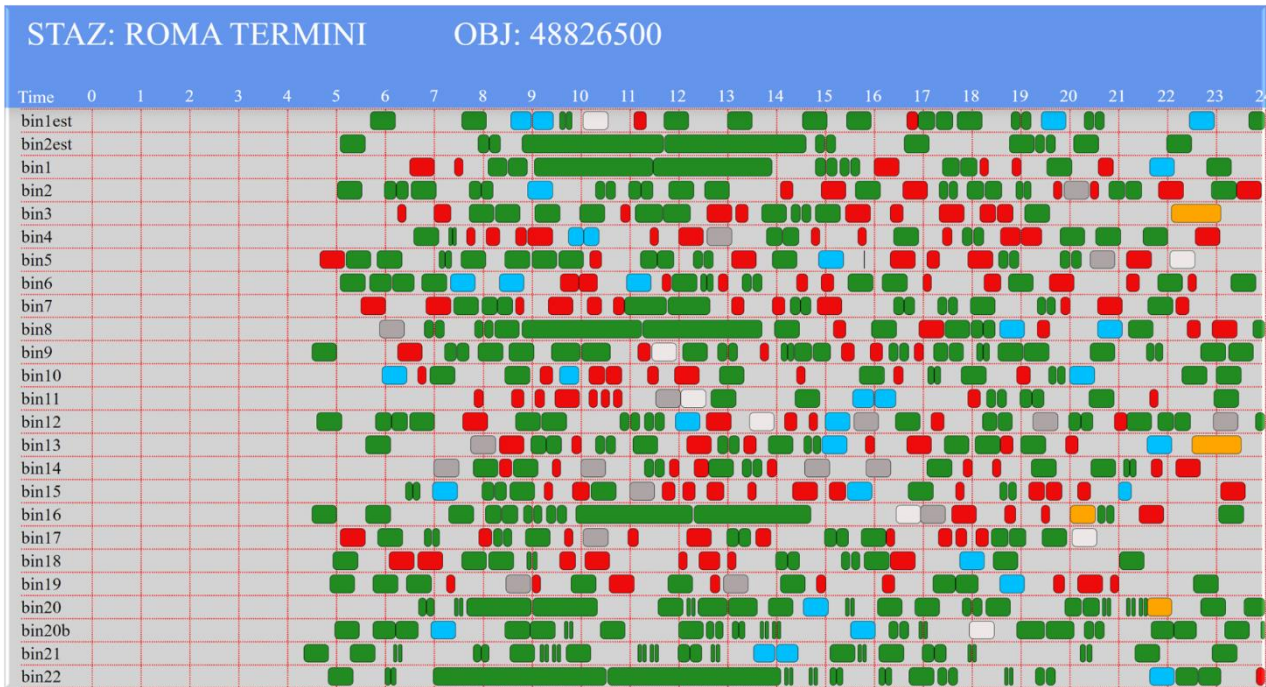 STAZ: ROMA TERMINI OBJ: 48826500
Time 0 1 2 3 4 5 6 7 8 9 10 11 12 13 14 15 16 17 18 19 20 21 22 23 24
bin1est
bin2est
bin1
bin2
bin3
bin4
bin5
bin6
bin7
bin8
bin9
bin10
bin11
bin12
bin13
bin14
bin15
bin16
bin17
bin18
bin19
bin20
bin20b
bin21
bin22